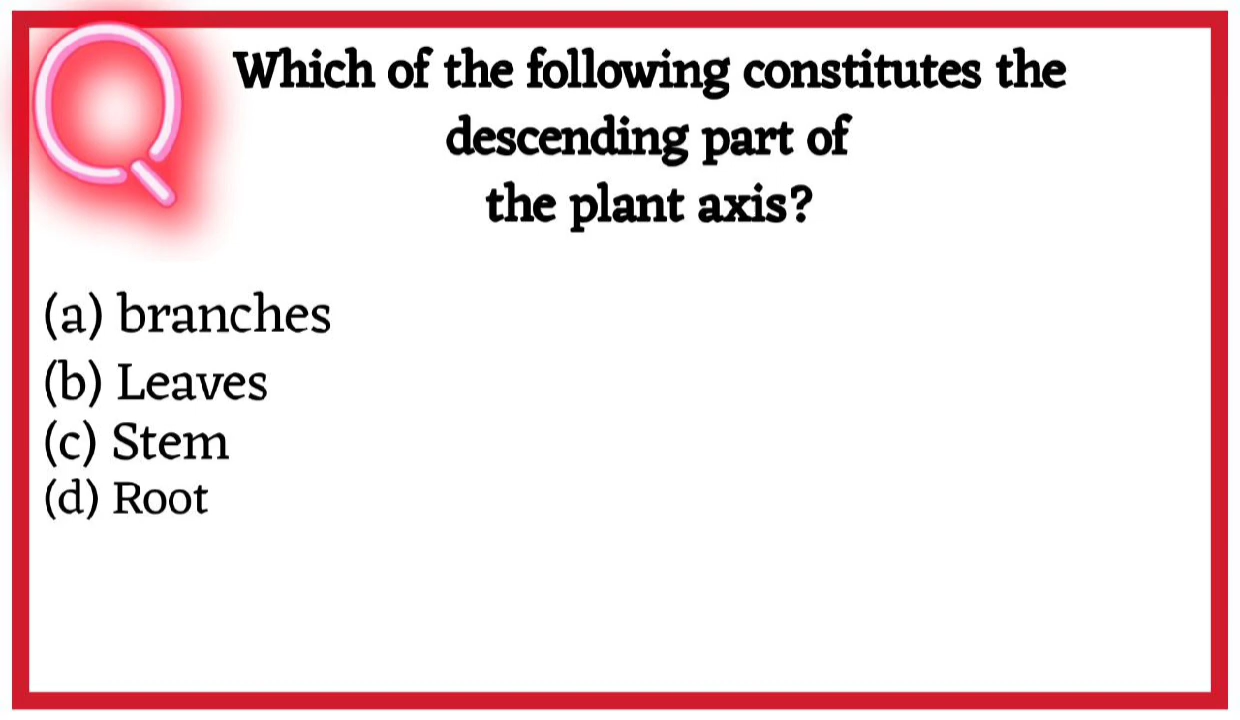 Q
Which of the following constitutes the
descending part of
the plant axis?
(a) branches
(b) Leaves
(c) Stem
(d) Root